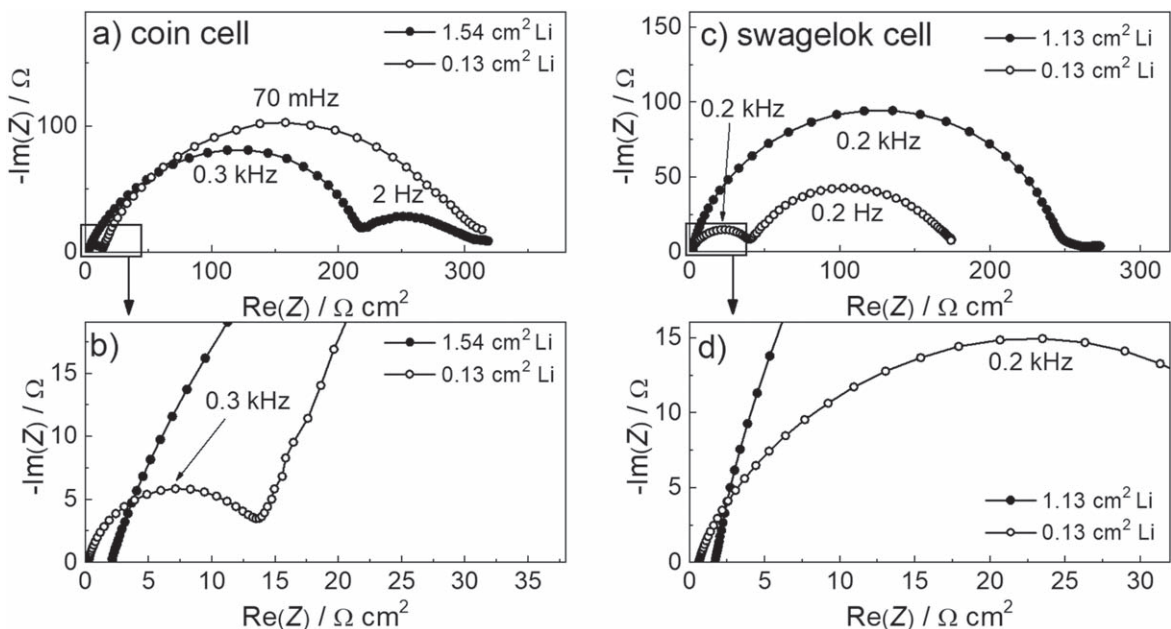 a) coin cell
1.54 cm² Li
0.13 cm² Li
70 mHz
0.3 kHz
2 Hz
-Im(Z) / Ω
100
0
0 100 200 300
Re(Z) / Ω cm²
c) swagelok cell
1.13 cm² Li
0.13 cm² Li
0.2 kHz
0.2 kHz
0.2 Hz
-Im(Z) / Ω
150
100
50
0
0 100 200 300
Re(Z) / Ω cm²
b)
1.54 cm² Li
0.13 cm² Li
0.3 kHz
-Im(Z) / Ω
15
10
5
0
0 5 10 15 20 25 30 35
Re(Z) / Ω cm²
d)
0.2 kHz
1.13 cm² Li
0.13 cm² Li
-Im(Z) / Ω
15
10
5
0
0 5 10 15 20 25 30
Re(Z) / Ω cm²